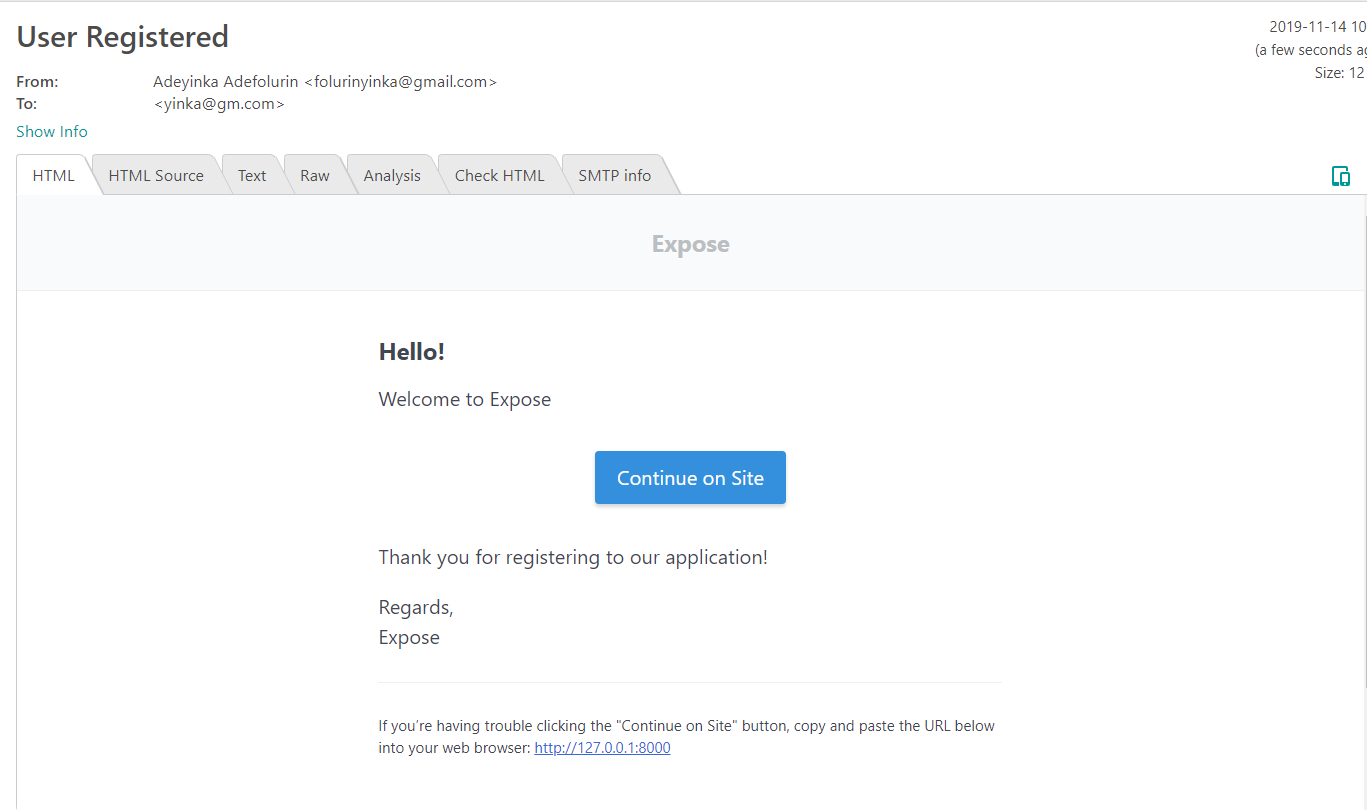 User Registered
2019-11-14 10
(a few seconds
Size: 12
From: Adeyinka Adefolurin <folurinyinka@gmail.com>
To: <yinka@gm.com>
Show Info
HTML HTML Source Text Raw Analysis Check HTML SMTP info
Expose
Hello!
Welcome to Expose
Continue on Site
Thank you for registering to our application!
Regards,
Expose
If you’re having trouble clicking the "Continue on Site" button, copy and paste the URL below
into your web browser: http://127.0.0.1:8000